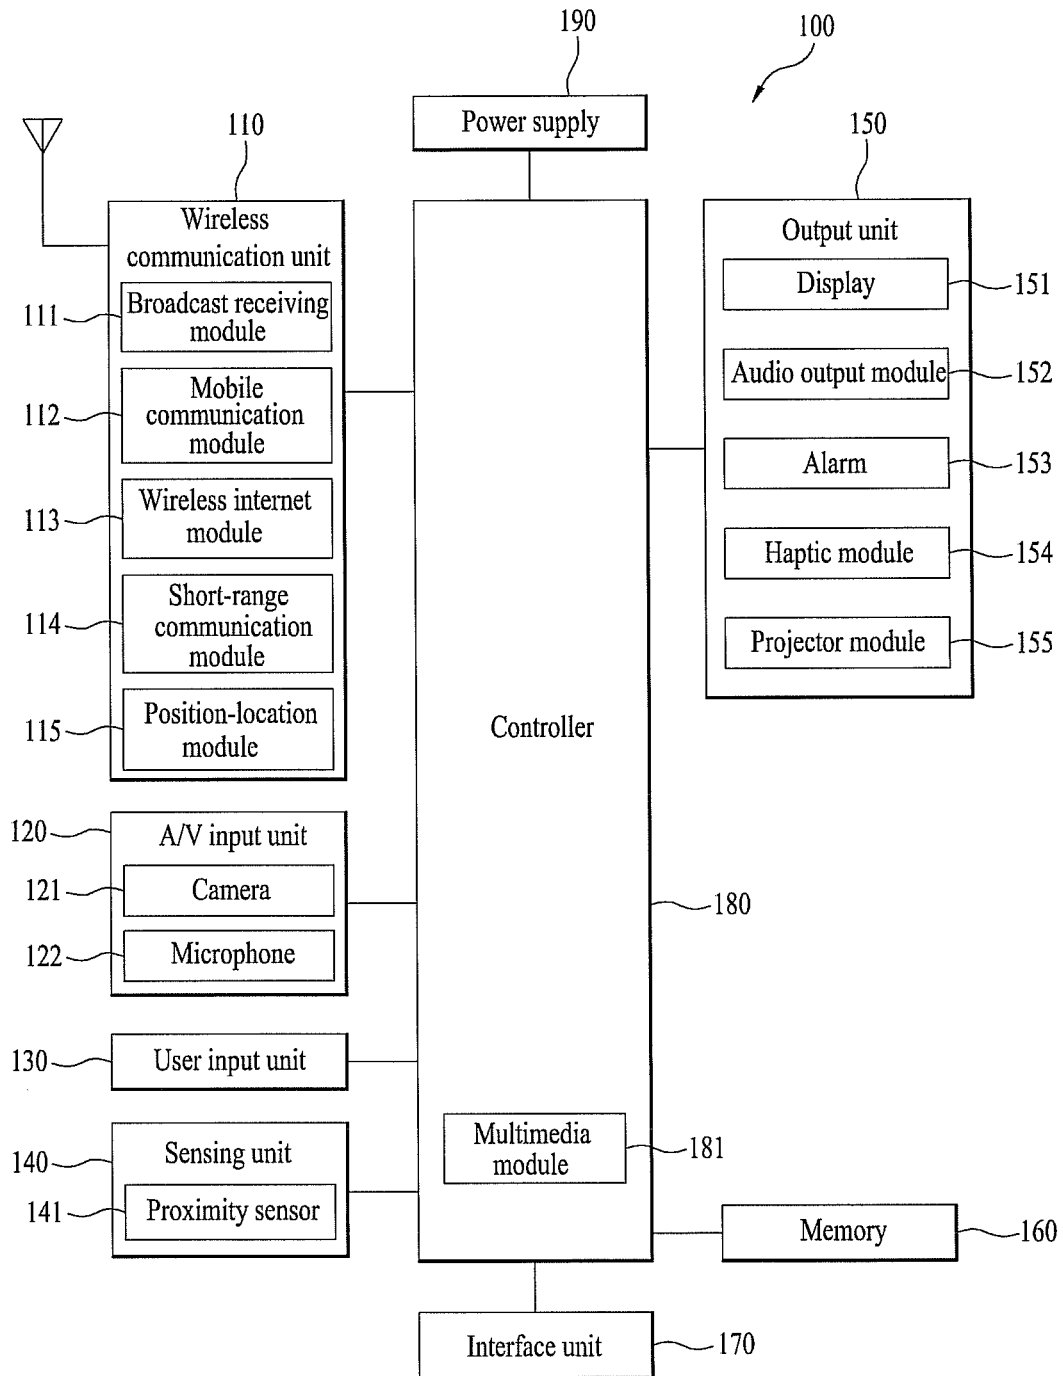 190
100
Power supply
110
150
Wireless
communication unit
Output unit
Broadcast receiving
module
111
Display
151
Mobile
communication
module
112
Audio output module
152
Wireless internet
module
113
Alarm
153
Short-range
communication
module
114
Haptic module
154
Position-location
module
115
Projector module
155
Controller
180
120
A/V input unit
121
Camera
122
Microphone
130
User input unit
140
Sensing unit
141
Proximity sensor
Multimedia
module
181
Memory
160
Interface unit
170